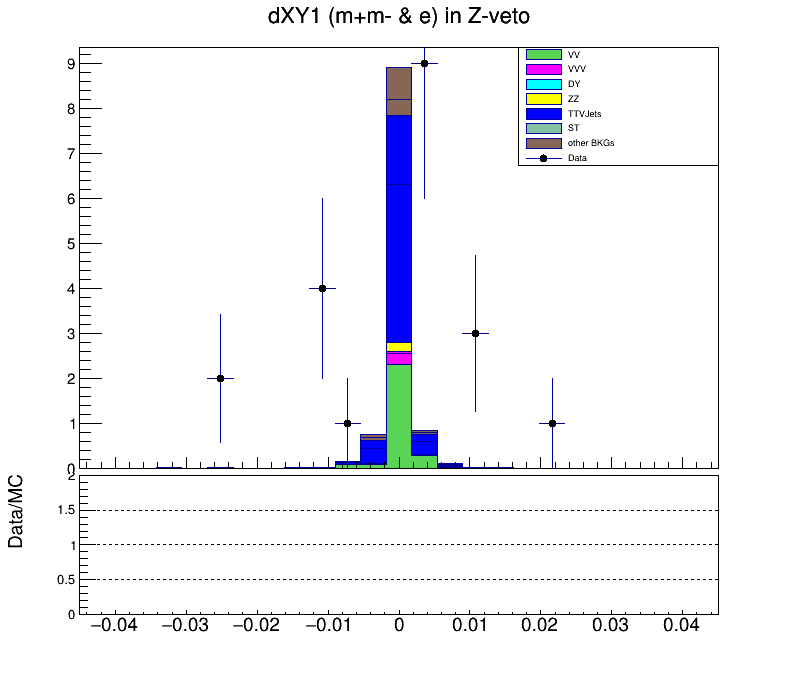 dXY1 (m+m- & e) in Z-veto
9
8
7
6
5
4
3
2
1
0
VV
VVV
DY
ZZ
TTVJets
ST
other BKGs
Data
Data/MC
2
1.5
1
0.5
0
−0.04 −0.03 −0.02 −0.01 0 0.01 0.02 0.03 0.04